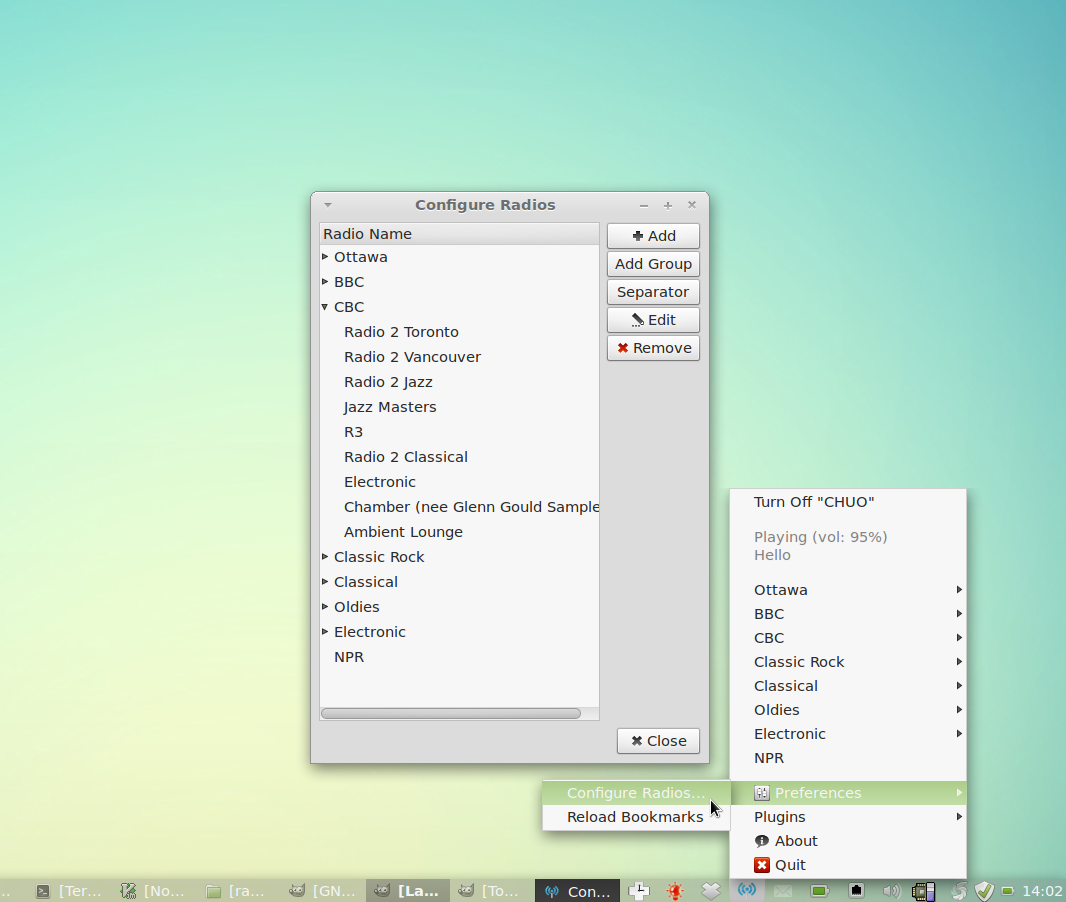 Configure Radios
Radio Name
Ottawa
BBC
CBC
Radio 2 Toronto
Radio 2 Vancouver
Radio 2 Jazz
Jazz Masters
R3
Radio 2 Classical
Electronic
Chamber (nee Glenn Gould Sample
Ambient Lounge
Classic Rock
Classical
Oldies
Electronic
NPR
Add
Add Group
Separator
Edit
Remove
Close
Turn Off "CHUO"
Playing (vol: 95%)
Hello
Ottawa
BBC
CBC
Classic Rock
Classical
Oldies
Electronic
NPR
Preferences
Plugins
About
Quit
Configure Radios...
Reload Bookmarks
... [Ter... [No... [ra... [GN... [La... [To... Con... 14:02